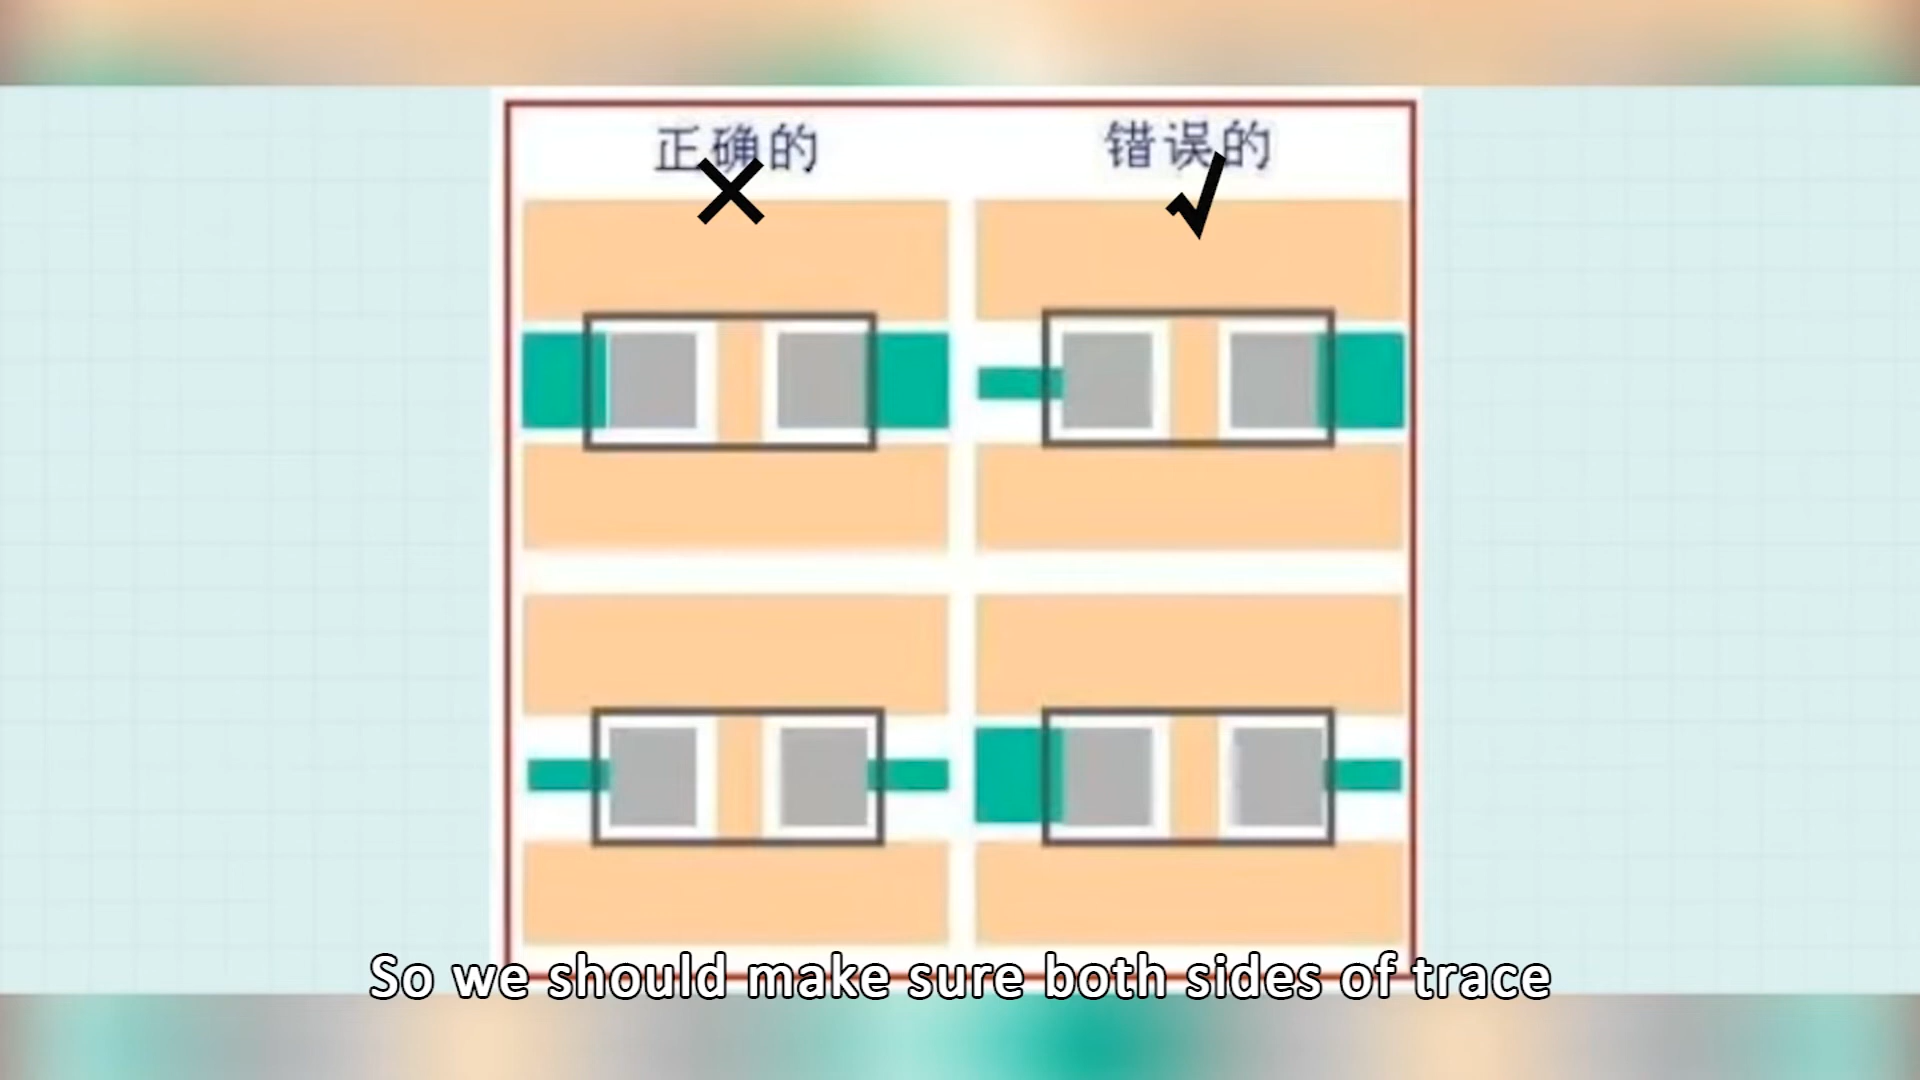 正确的
错误的
So we should make sure both sides of trace